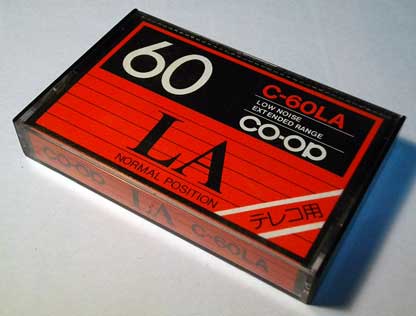 60
C-60LA
LOW NOISE
EXTENDED RANGE
CO-OP
LA
NORMAL POSITION
テレコ用
CO-OP LA C-60LA